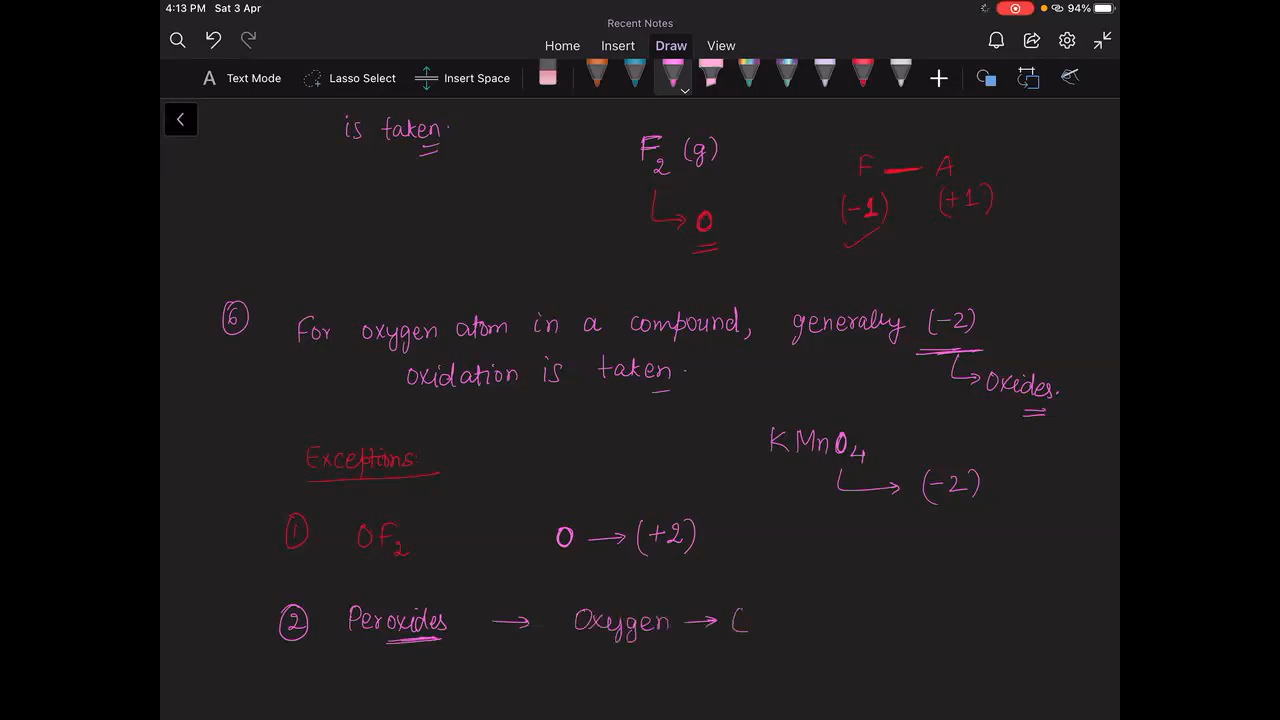 4:13 PM Sat 3 Apr
94%
Recent Notes
Home Insert Draw View
Text Mode Lasso Select Insert Space
is taken.
F2 (g)
F — A
(-1) (+1)
↳ 0
⑥ For oxygen atom in a compound, generally (-2)
oxidation is taken.
↳ Oxides.
KMnO4
↳ (-2)
Exceptions
① OF2 O → (+2)
② Peroxides → Oxygen → (